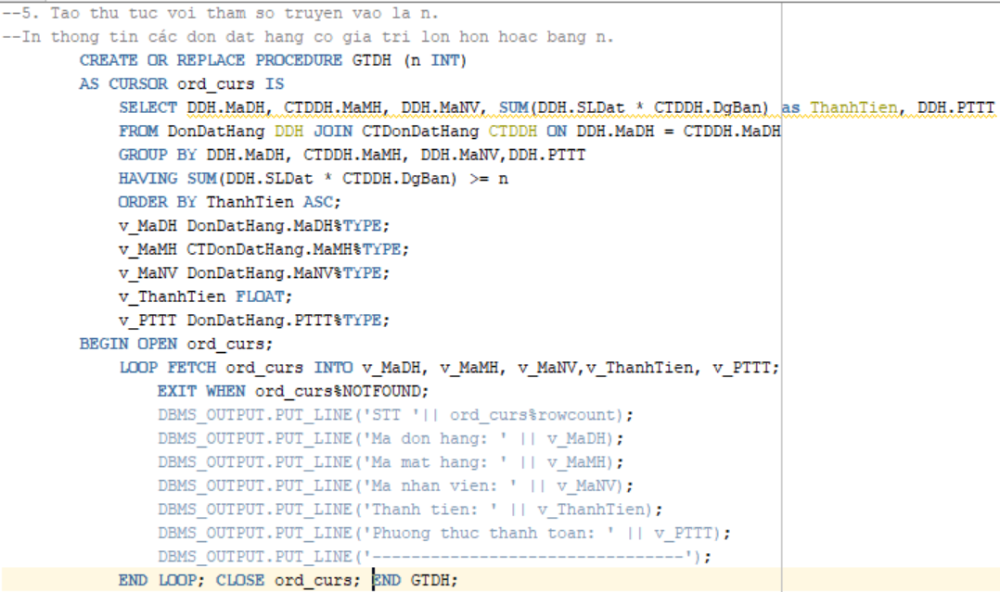 --5. Tao thu tuc voi tham so truyen vao la n.
--In thong tin các don dat hang co gia tri lon hon hoac bang n.
CREATE OR REPLACE PROCEDURE GTDH (n INT)
AS CURSOR ord_curs IS
SELECT DDH.MaDH, CTDDH.MaMH, DDH.MaNV, SUM(DDH.SLDat * CTDDH.DgBan) as ThanhTien, DDH.PTTT
FROM DonDatHang DDH JOIN CTDonDatHang CTDDH ON DDH.MaDH = CTDDH.MaDH
GROUP BY DDH.MaDH, CTDDH.MaMH, DDH.MaNV,DDH.PTTT
HAVING SUM(DDH.SLDat * CTDDH.DgBan) >= n
ORDER BY ThanhTien ASC;
v_MaDH DonDatHang.MaDH%TYPE;
v_MaMH CTDonDatHang.MaMH%TYPE;
v_MaNV DonDatHang.MaNV%TYPE;
v_ThanhTien FLOAT;
v_PTTT DonDatHang.PTTT%TYPE;
BEGIN OPEN ord_curs;
LOOP FETCH ord_curs INTO v_MaDH, v_MaMH, v_MaNV,v_ThanhTien, v_PTTT;
EXIT WHEN ord_curs%NOTFOUND;
DBMS_OUTPUT.PUT_LINE('STT '|| ord_curs%rowcount);
DBMS_OUTPUT.PUT_LINE('Ma don hang: ' || v_MaDH);
DBMS_OUTPUT.PUT_LINE('Ma mat hang: ' || v_MaMH);
DBMS_OUTPUT.PUT_LINE('Ma nhan vien: ' || v_MaNV);
DBMS_OUTPUT.PUT_LINE('Thanh tien: ' || v_ThanhTien);
DBMS_OUTPUT.PUT_LINE('Phuong thuc thanh toan: ' || v_PTTT);
DBMS_OUTPUT.PUT_LINE('--------------------------------');
END LOOP; CLOSE ord_curs; END GTDH;